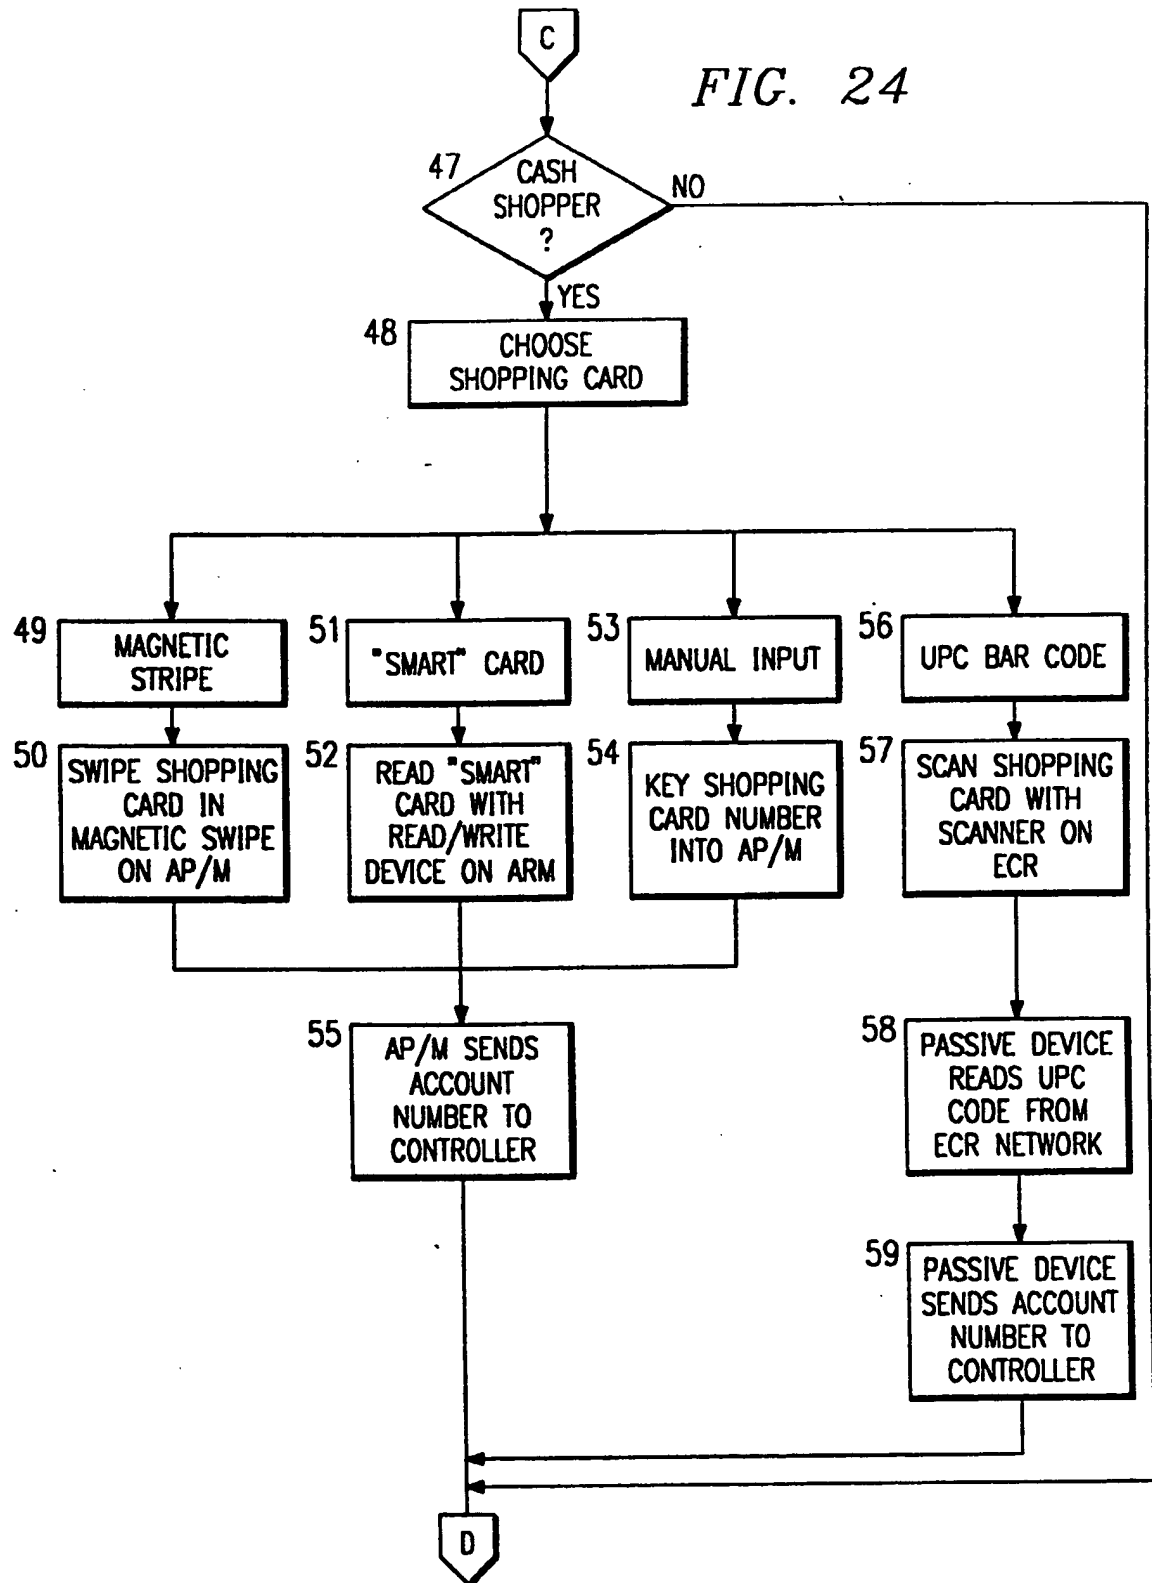 C
FIG. 24
47
CASH
SHOPPER
?
NO
YES
48
CHOOSE
SHOPPING CARD
49
MAGNETIC
STRIPE
51
"SMART" CARD
53
MANUAL INPUT
56
UPC BAR CODE
50
SWIPE SHOPPING
CARD IN
MAGNETIC SWIPE
ON AP/M
52
READ "SMART"
CARD WITH
READ/WRITE
DEVICE ON ARM
54
KEY SHOPPING
CARD NUMBER
INTO AP/M
57
SCAN SHOPPING
CARD WITH
SCANNER ON
ECR
55
AP/M SENDS
ACCOUNT
NUMBER TO
CONTROLLER
58
PASSIVE DEVICE
READS UPC
CODE FROM
ECR NETWORK
59
PASSIVE DEVICE
SENDS ACCOUNT
NUMBER TO
CONTROLLER
D